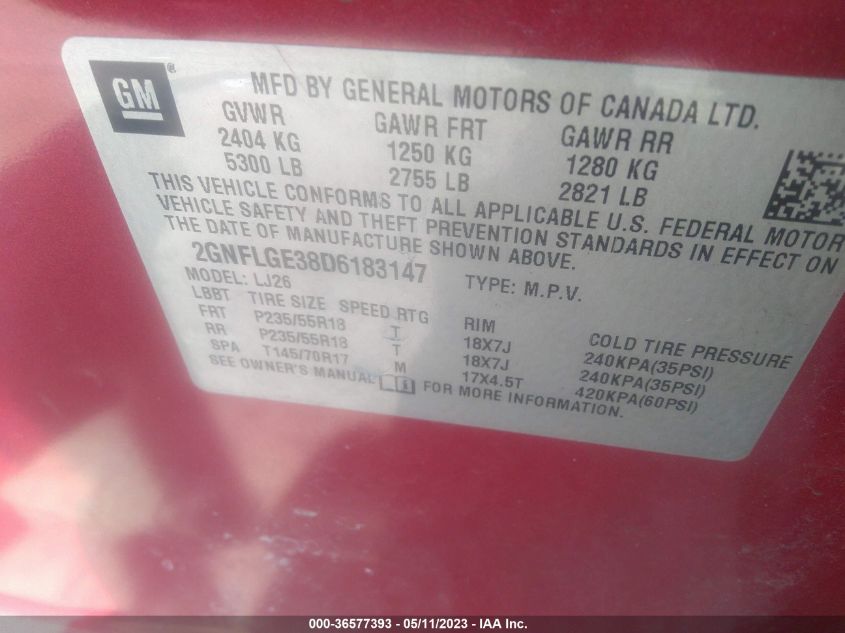 GM®
MFD BY GENERAL MOTORS OF CANADA LTD.
GVWR GAWR FRT GAWR RR
2404 KG 1250 KG 1280 KG
5300 LB 2755 LB 2821 LB
THIS VEHICLE CONFORMS TO ALL APPLICABLE U.S. FEDERAL MOTOR
VEHICLE SAFETY AND THEFT PREVENTION STANDARDS IN EFFECT ON
THE DATE OF MANUFACTURE SHOWN ABOVE.
2GNFLGE38D6183147 TYPE: M.P.V.
MODEL: LJ26
LBBT TIRE SIZE SPEED RTG RIM COLD TIRE PRESSURE
FRT P235/55R18 T 18X7J 240KPA(35PSI)
RR P235/55R18 T 18X7J 240KPA(35PSI)
SPA T145/70R17 M 17X4.5T 420KPA(60PSI)
SEE OWNER'S MANUAL FOR MORE INFORMATION.
000-36577393 - 05/11/2023 - IAA Inc.